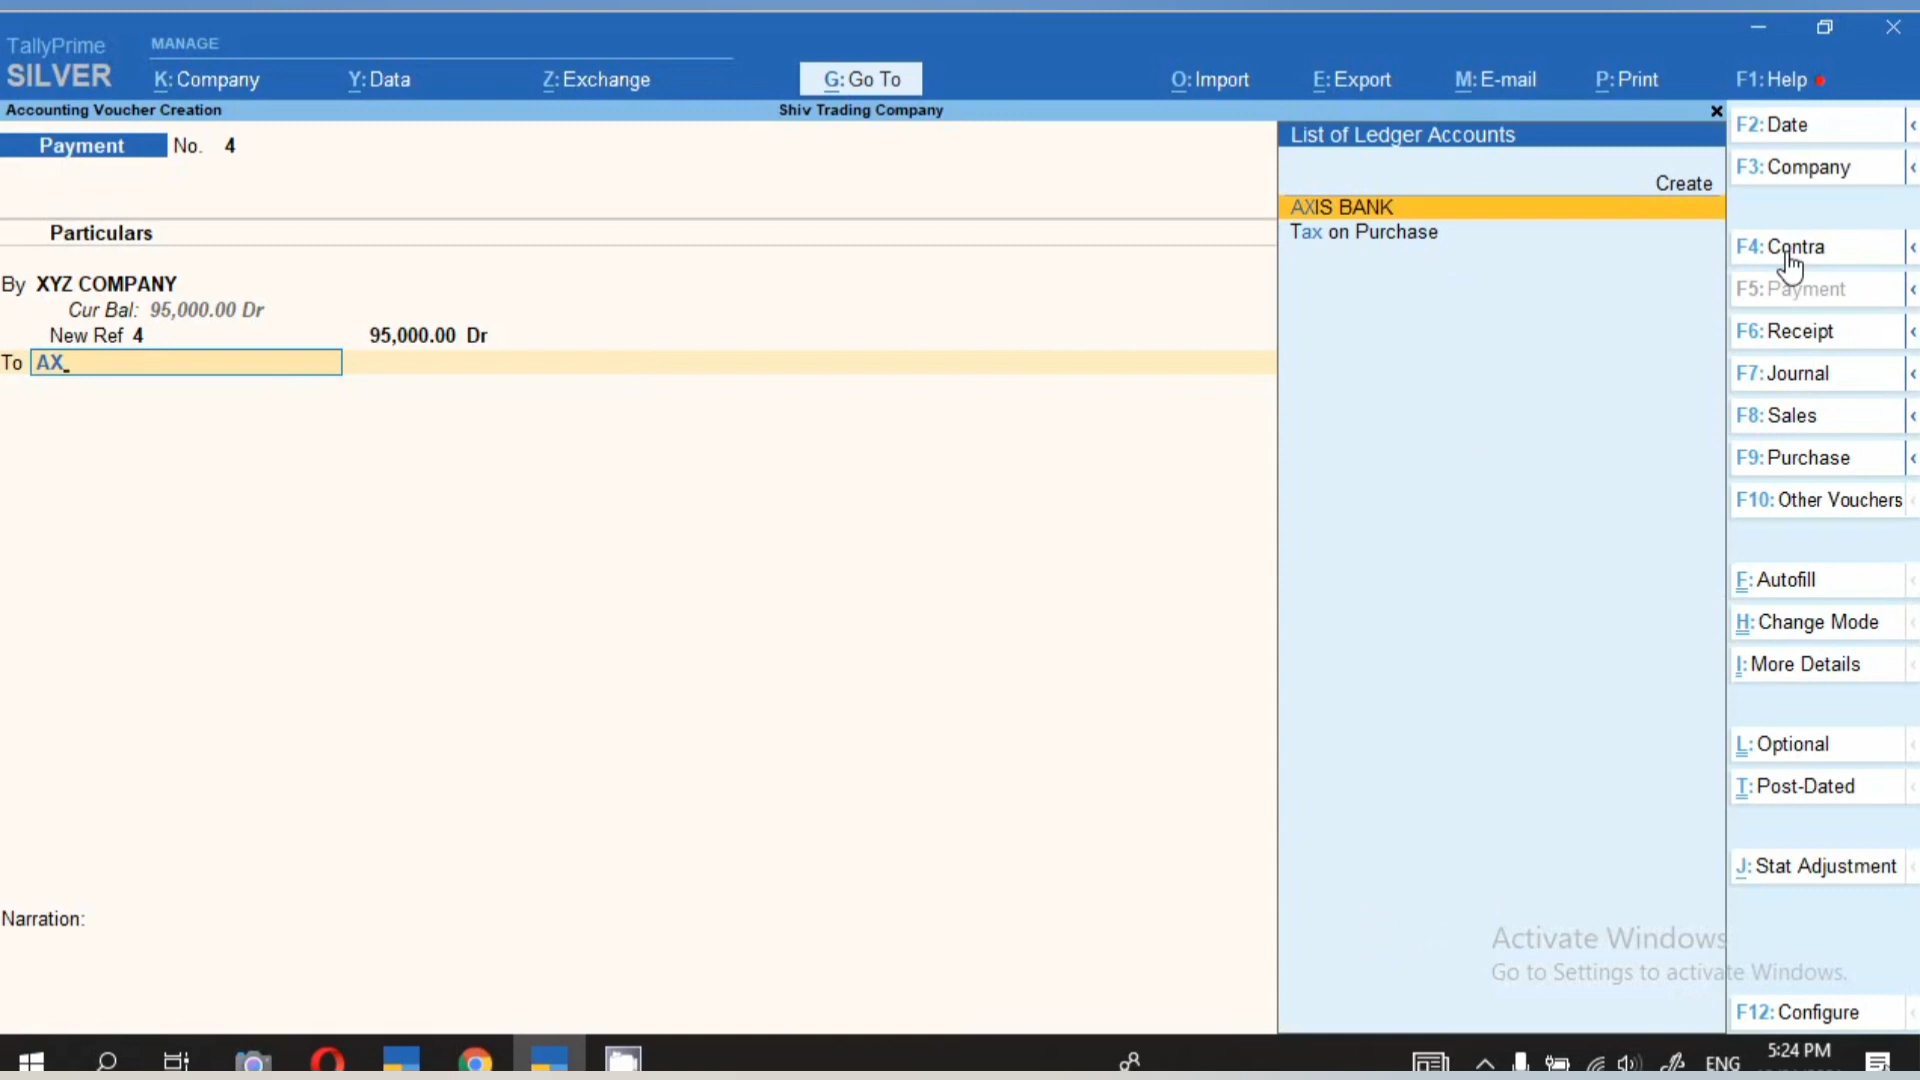 TallyPrime
SILVER
MANAGE
K: Company
Y: Data
Z: Exchange
G: Go To
O: Import
E: Export
M: E-mail
P: Print
F1: Help
Accounting Voucher Creation
Shiv Trading Company
Payment No. 4
Particulars
By XYZ COMPANY
Cur Bal: 95,000.00 Dr
New Ref 4 95,000.00 Dr
To AX
Narration:
List of Ledger Accounts
Create
AXIS BANK
Tax on Purchase
F2: Date
F3: Company
F4: Contra
F5: Payment
F6: Receipt
F7: Journal
F8: Sales
F9: Purchase
F10: Other Vouchers
F: Autofill
H: Change Mode
I: More Details
L: Optional
T: Post-Dated
J: Stat Adjustment
Activate Windows
Go to Settings to activate Windows.
F12: Configure
ENG
5:24 PM